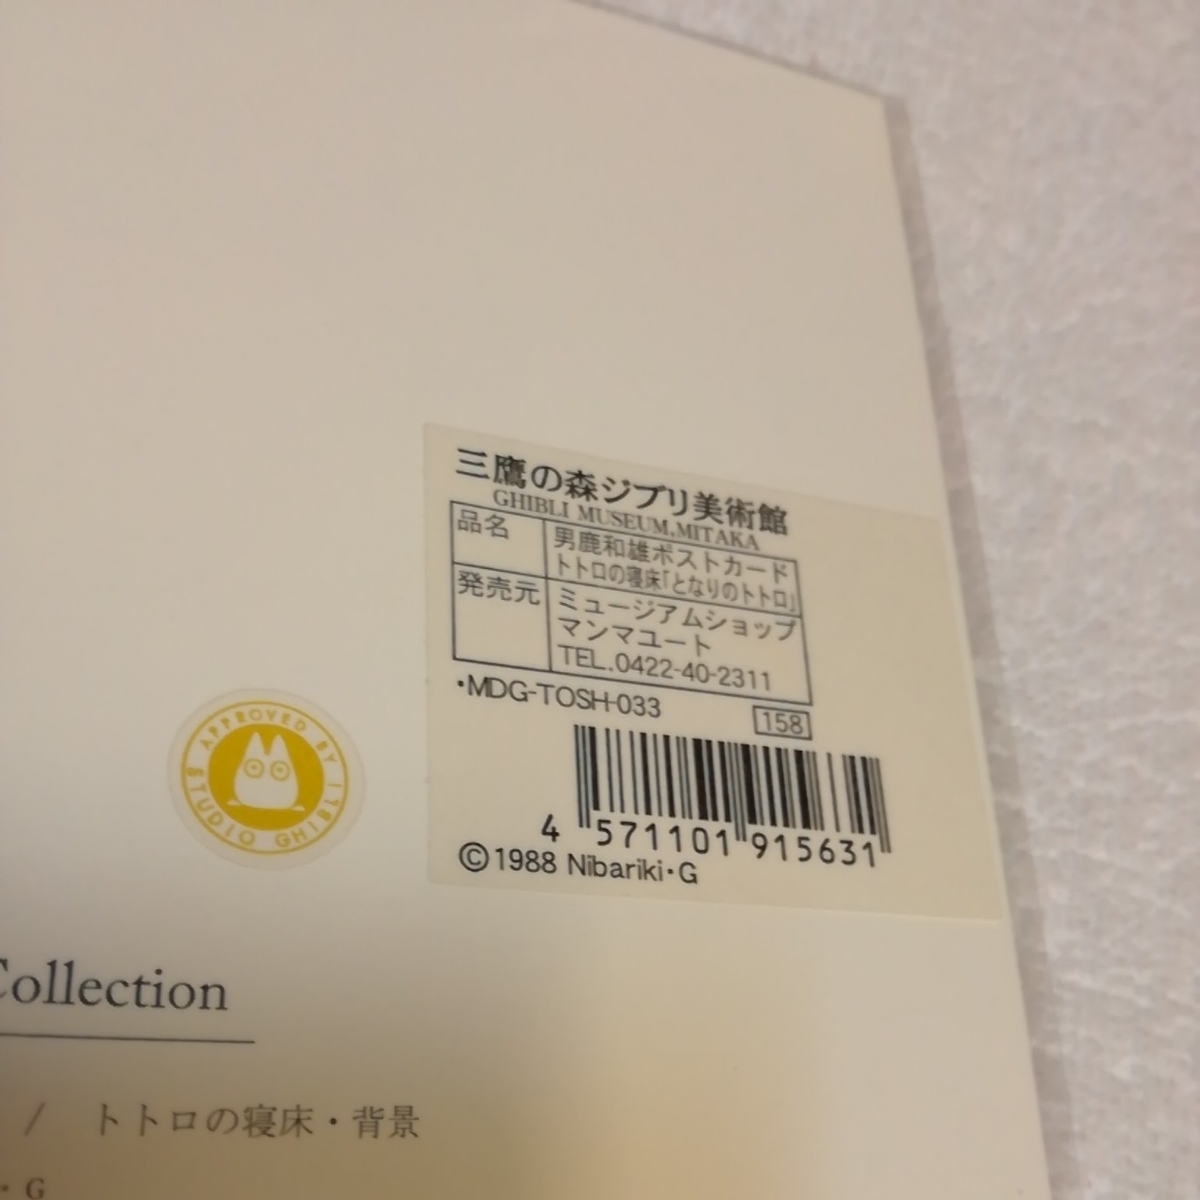 三鷹の森ジブリ美術館
GHIBLI MUSEUM,MITAKA
品名
男鹿和雄ポストカード
トトロの寝床「となりのトトロ」
発売元
ミュージアムショップ
マンマユート
TEL.0422-40-2311
・MDG-TOSH-033
158
4 571101 915631
©1988 Nibariki・G
APPROVED BY STUDIO GHIBLI
Collection
/ トトロの寝床・背景
・G